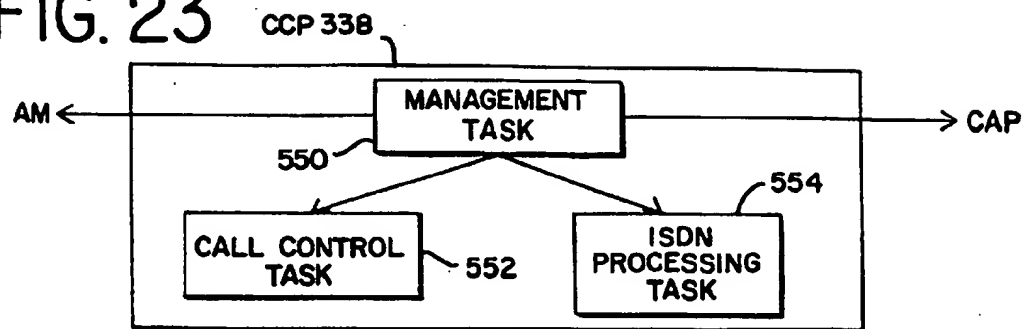 FIG. 23
CCP 338
AM
MANAGEMENT
TASK
CAP
550
554
CALL CONTROL
TASK
552
ISDN
PROCESSING
TASK